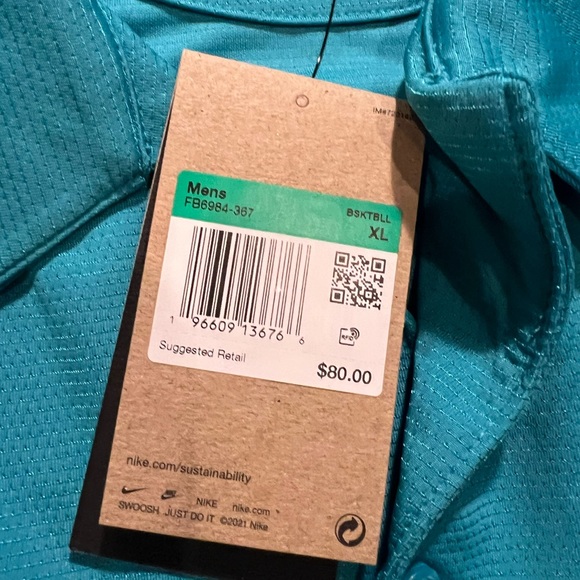 Mens
FB6984-367
BSKTBLL
XL
1 96609 13676 6
RFID
Suggested Retail
$80.00
nike.com/sustainability
NIKE nike.com
SWOOSH JUST DO IT ©2021 Nike